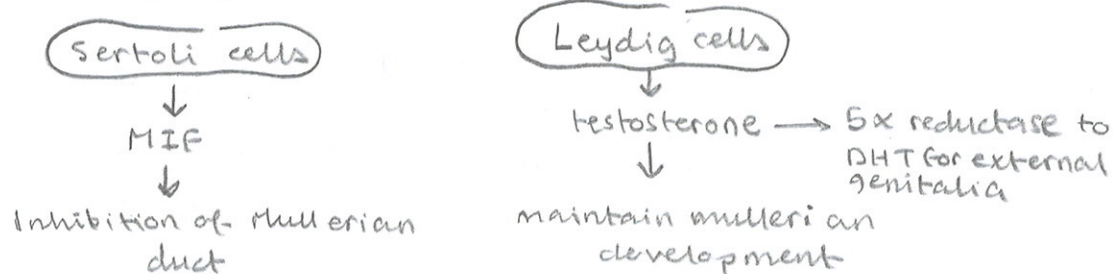 Sertoli cells
MIF
Inhibition of Mullerian
duct
Leydig cells
testosterone → 5α reductase to
DHT for external
genitalia
maintain mullerian
development